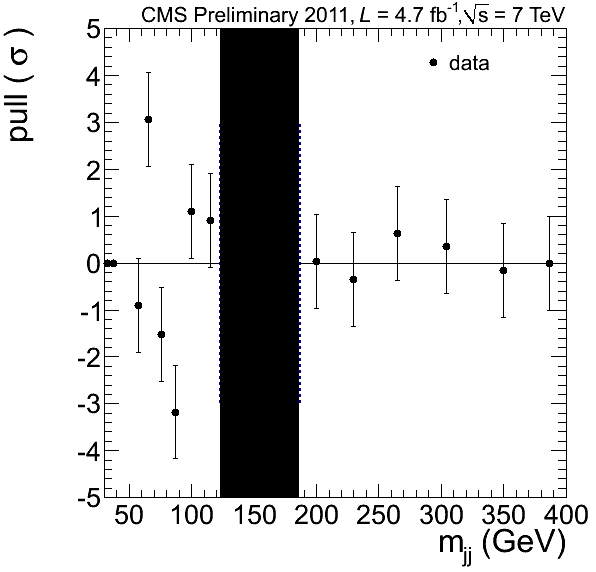 CMS Preliminary 2011, L = 4.7 fb⁻¹, √s = 7 TeV
pull ( σ )
data
5
4
3
2
1
0
-1
-2
-3
-4
-5
50 100 150 200 250 300 350 400
m_jj (GeV)